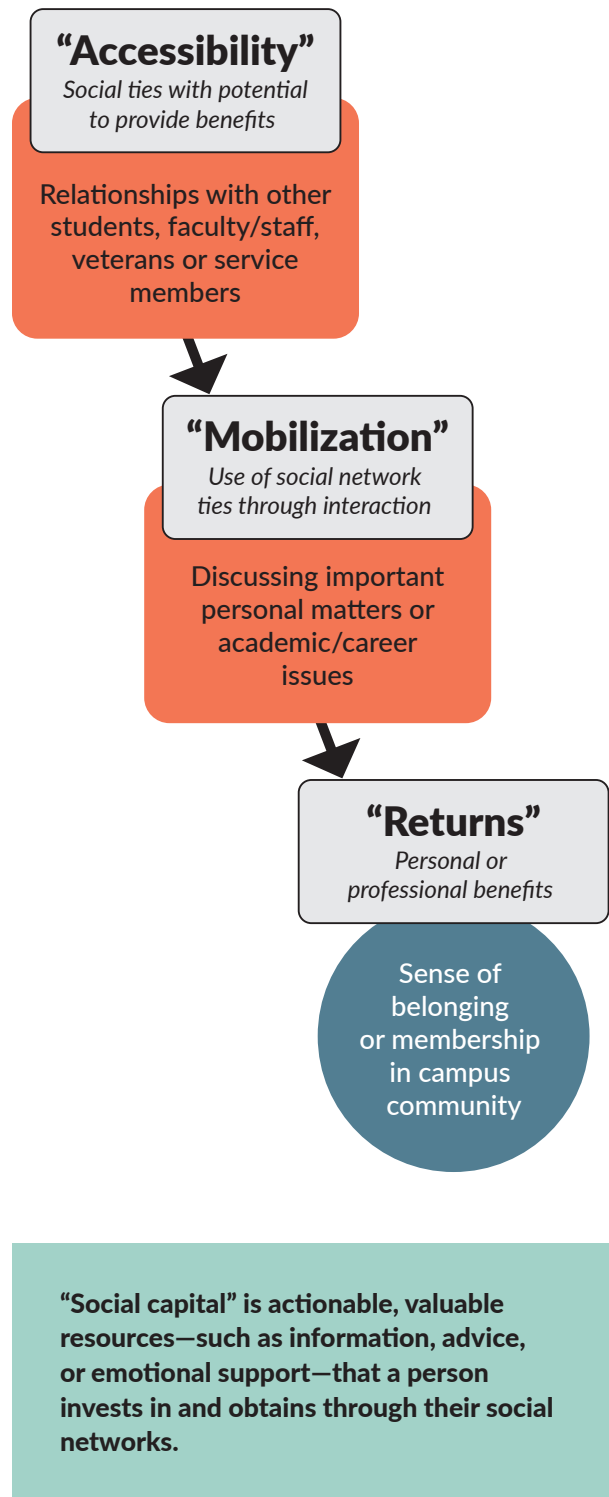 “Accessibility”
Social ties with potential
to provide benefits
Relationships with other
students, faculty/staff,
veterans or service
members
“Mobilization”
Use of social network
ties through interaction
Discussing important
personal matters or
academic/career
issues
“Returns”
Personal or
professional benefits
Sense of
belonging
or membership
in campus
community
“Social capital” is actionable, valuable
resources—such as information, advice,
or emotional support—that a person
invests in and obtains through their social
networks.